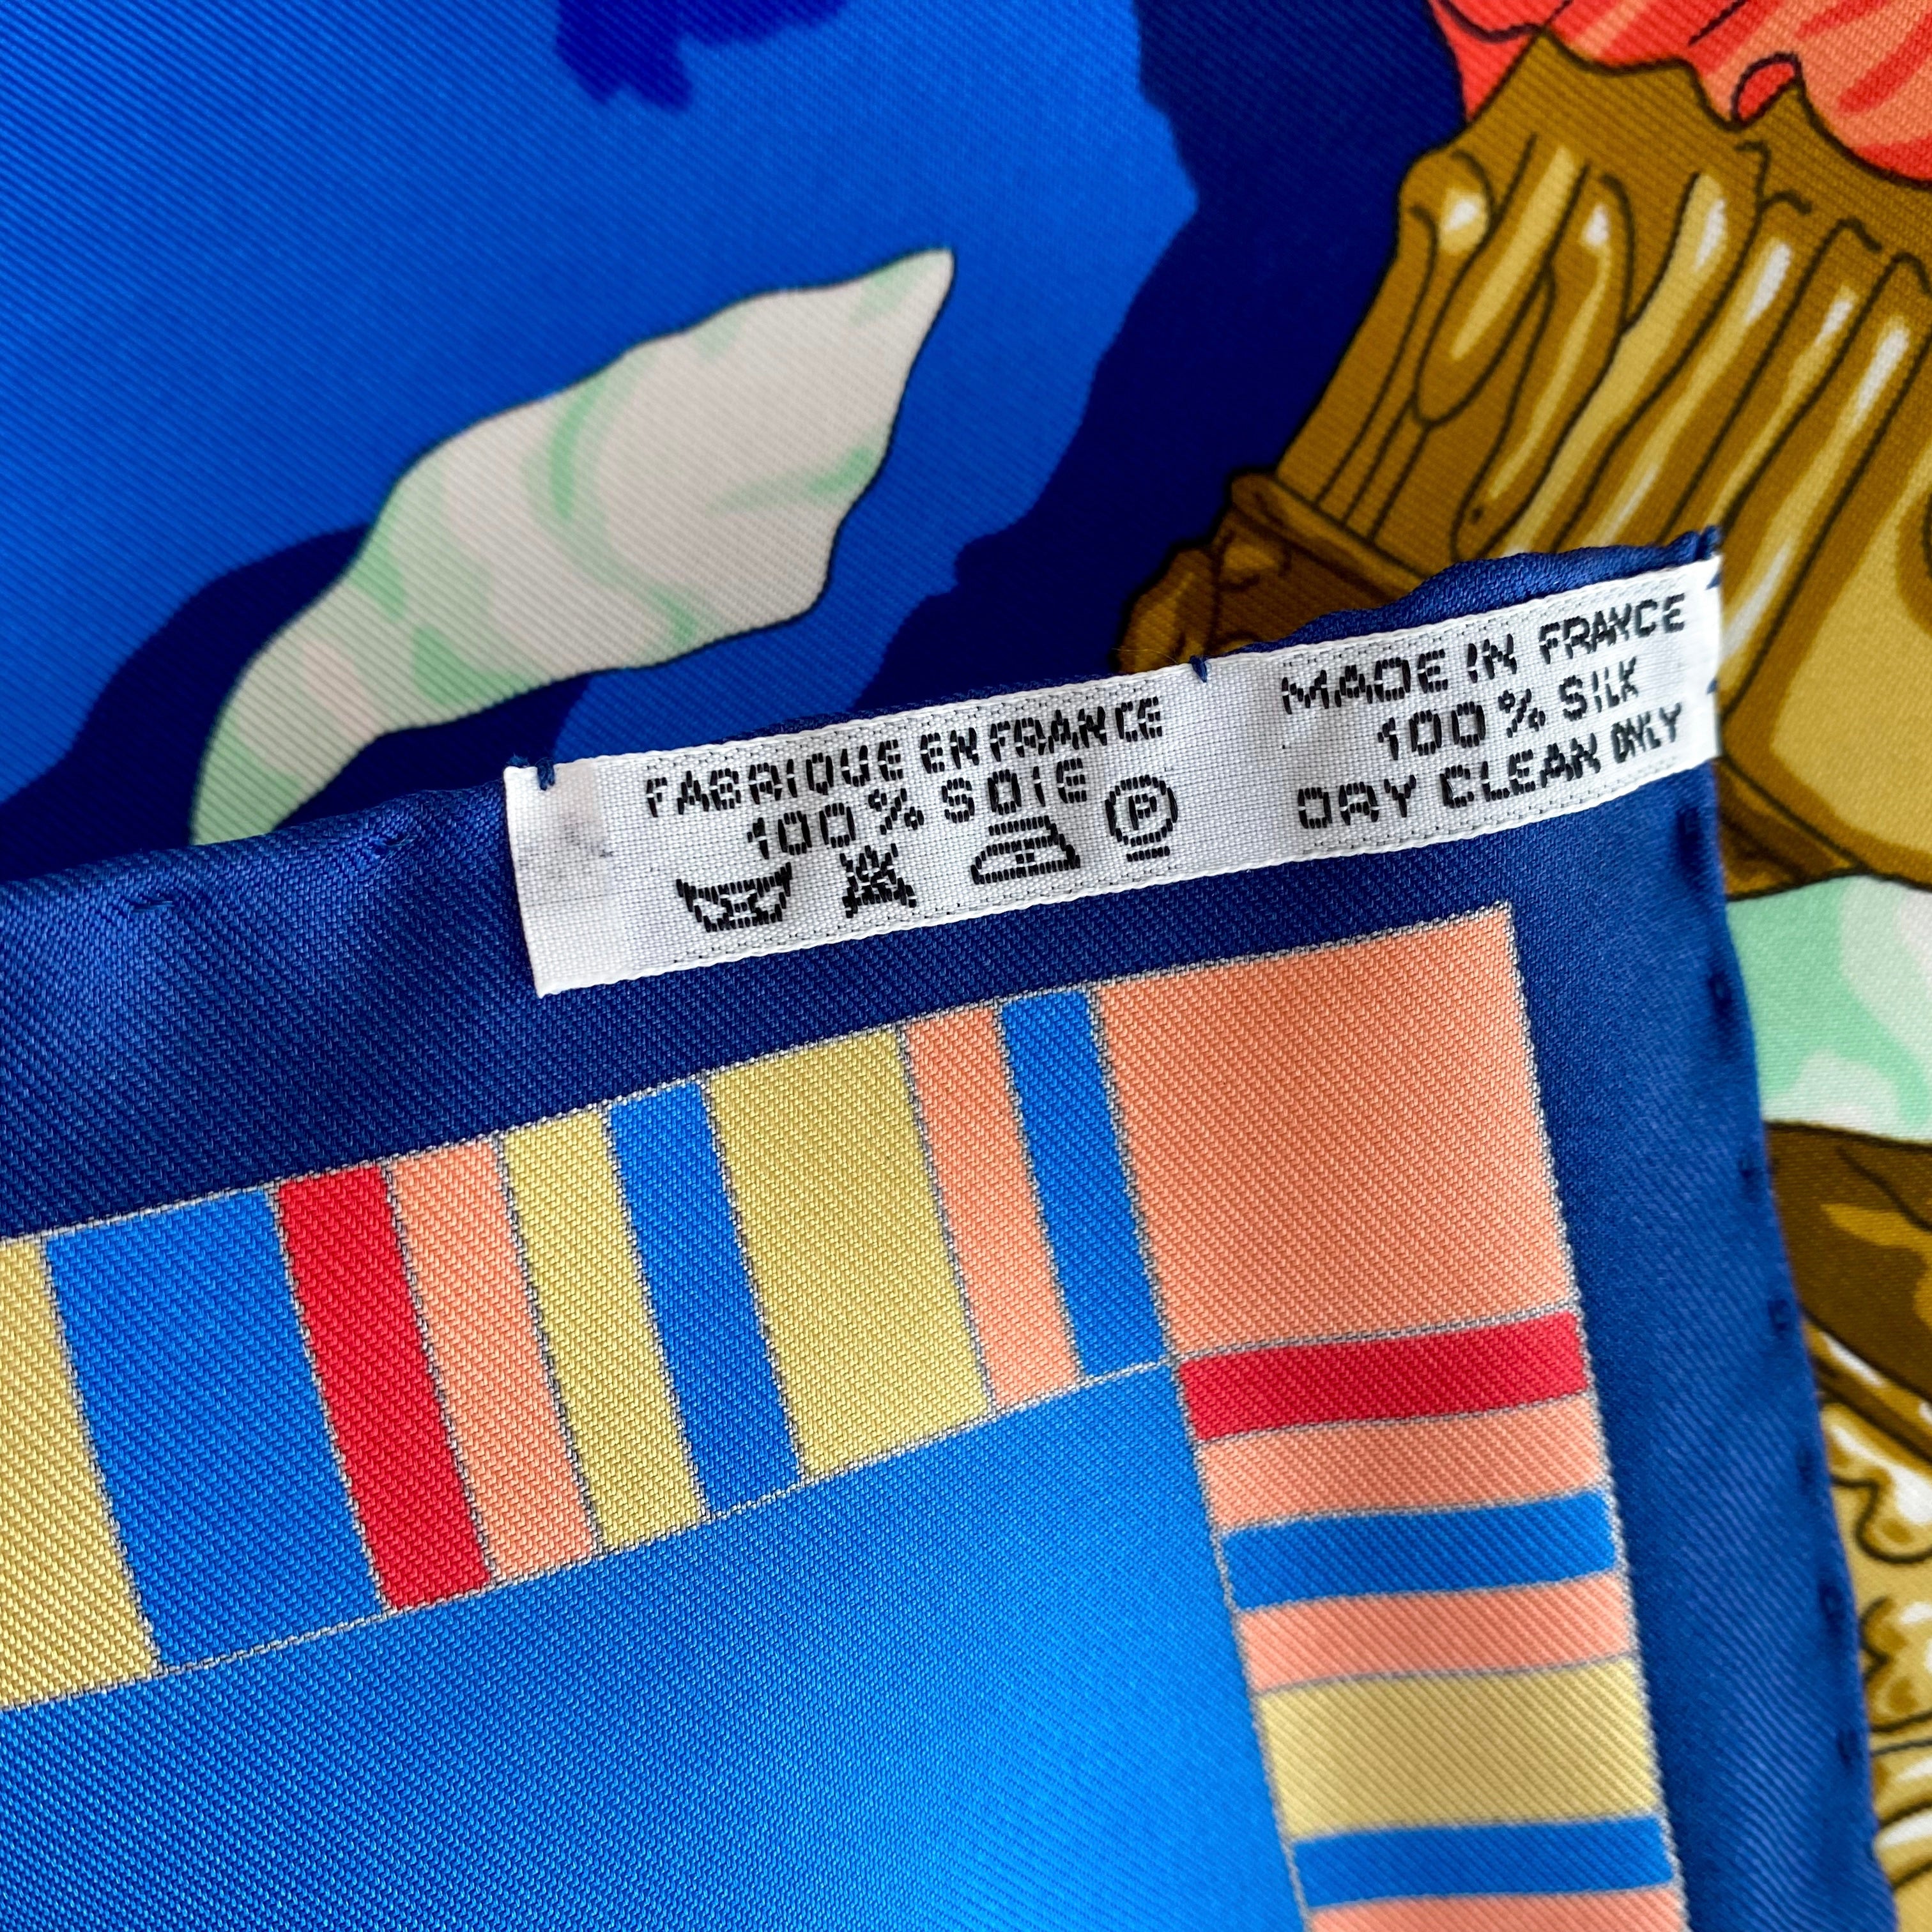 FABRIQUE EN FRANCE
100% SOIE
P
MADE IN FRANCE
100% SILK
DRY CLEAN ONLY